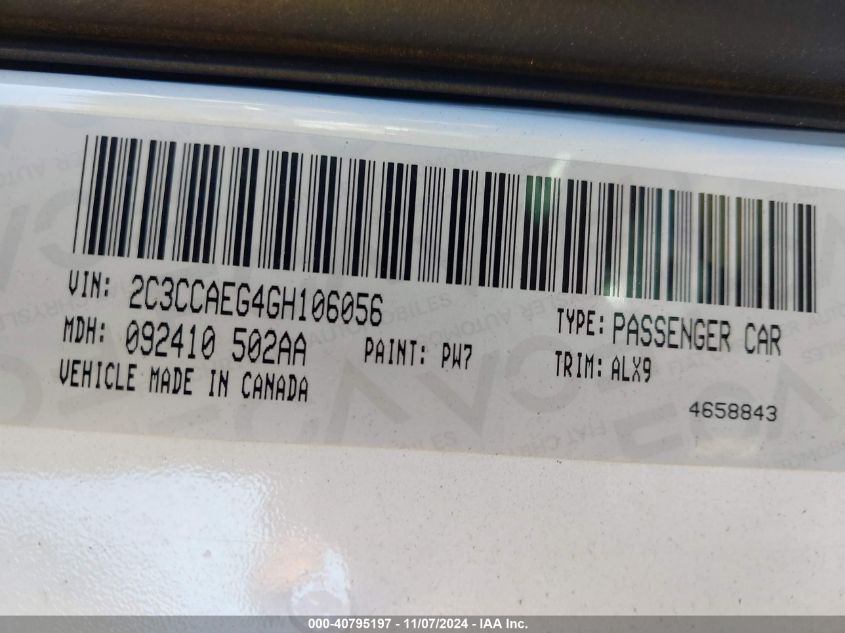 VIN: 2C3CCAEG4GH106056
TYPE: PASSENGER CAR
MDH: 092410 502AA
PAINT: PW7
TRIM: ALX9
VEHICLE MADE IN CANADA
4658843
000-40795197 - 11/07/2024 - IAA Inc.